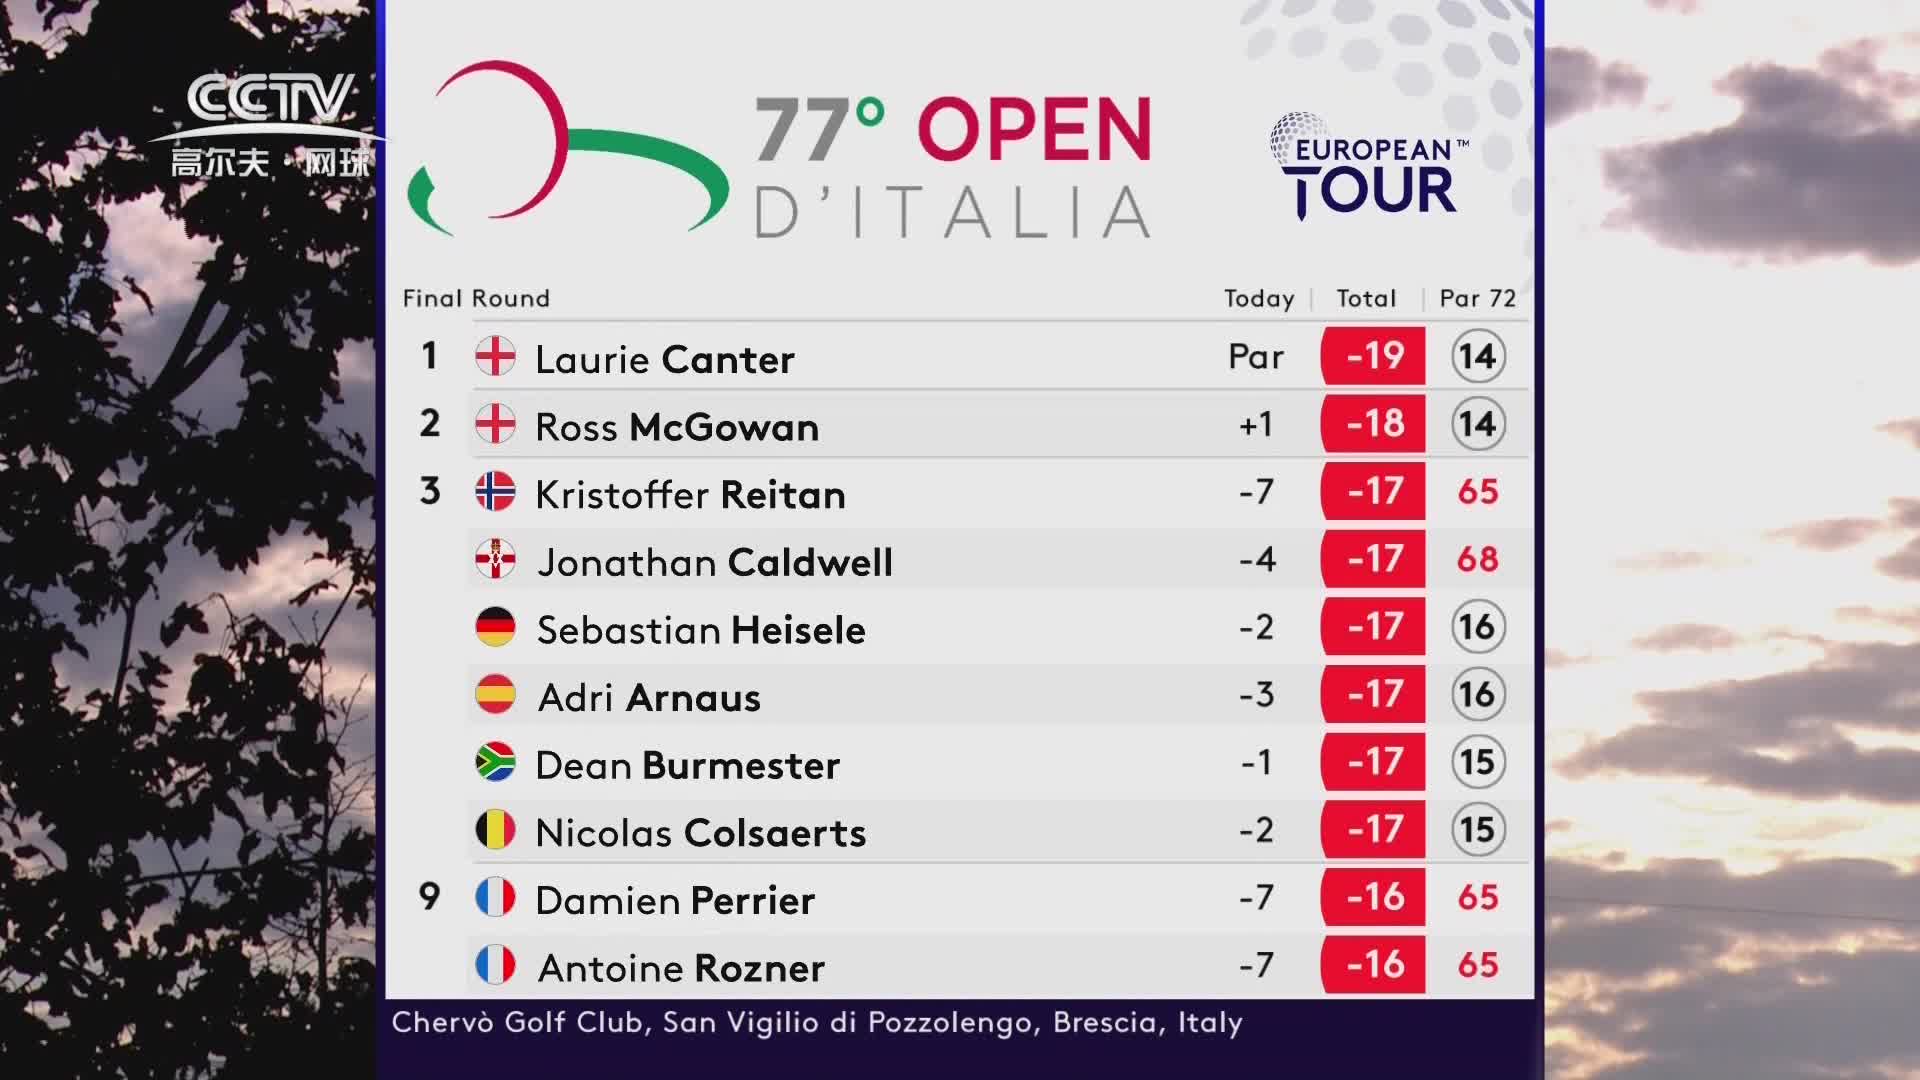 CCTV
高尔夫·网球
77° OPEN
D'ITALIA
EUROPEAN™
TOUR
Final Round Today Total Par 72
1 Laurie Canter Par -19 14
2 Ross McGowan +1 -18 14
3 Kristoffer Reitan -7 -17 65
Jonathan Caldwell -4 -17 68
Sebastian Heisele -2 -17 16
Adri Arnaus -3 -17 16
Dean Burmester -1 -17 15
Nicolas Colsaerts -2 -17 15
9 Damien Perrier -7 -16 65
Antoine Rozner -7 -16 65
Chervò Golf Club, San Vigilio di Pozzolengo, Brescia, Italy